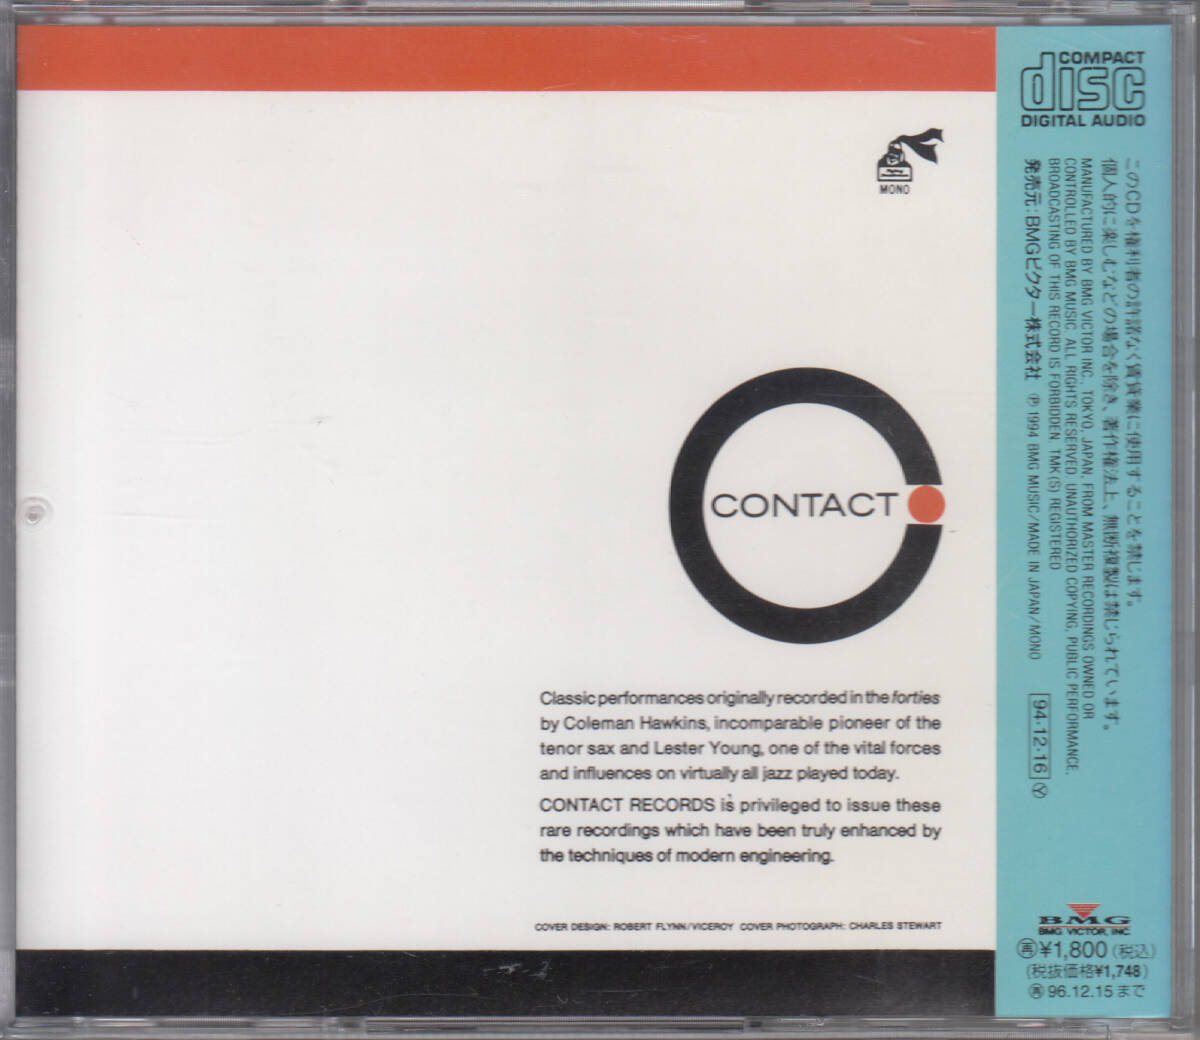 MONO
CONTACT
Classic performances originally recorded in the forties
by Coleman Hawkins, incomparable pioneer of the
tenor sax and Lester Young, one of the vital forces
and influences on virtually all jazz played today.
CONTACT RECORDS is privileged to issue these
rare recordings which have been truly enhanced by
the techniques of modern engineering.
COVER DESIGN: ROBERT FLYNN/VICEROY COVER PHOTOGRAPH: CHARLES STEWART
COMPACT
disc
DIGITAL AUDIO
このCDを権利者の許諾なく賃貸業に使用することを禁じます。
個人的に楽しむなどの場合を除き、著作権法上、無断複製は禁じられています。
MANUFACTURED BY BMG VICTOR INC., TOKYO, JAPAN, FROM MASTER RECORDINGS OWNED OR
CONTROLLED BY BMG MUSIC. ALL RIGHTS RESERVED. UNAUTHORIZED COPYING, PUBLIC PERFORMANCE,
BROADCASTING OF THIS RECORD IS FORBIDDEN. TMK(S) REGISTERED
発売元:BMGビクター株式会社 Ⓟ 1994 BMG MUSIC/MADE IN JAPAN/MONO 94·12·16 Ⓨ
BMG
BMG VICTOR, INC.
㊢¥1,800(税込)
(税抜価格¥1,748)
96.12.15まで